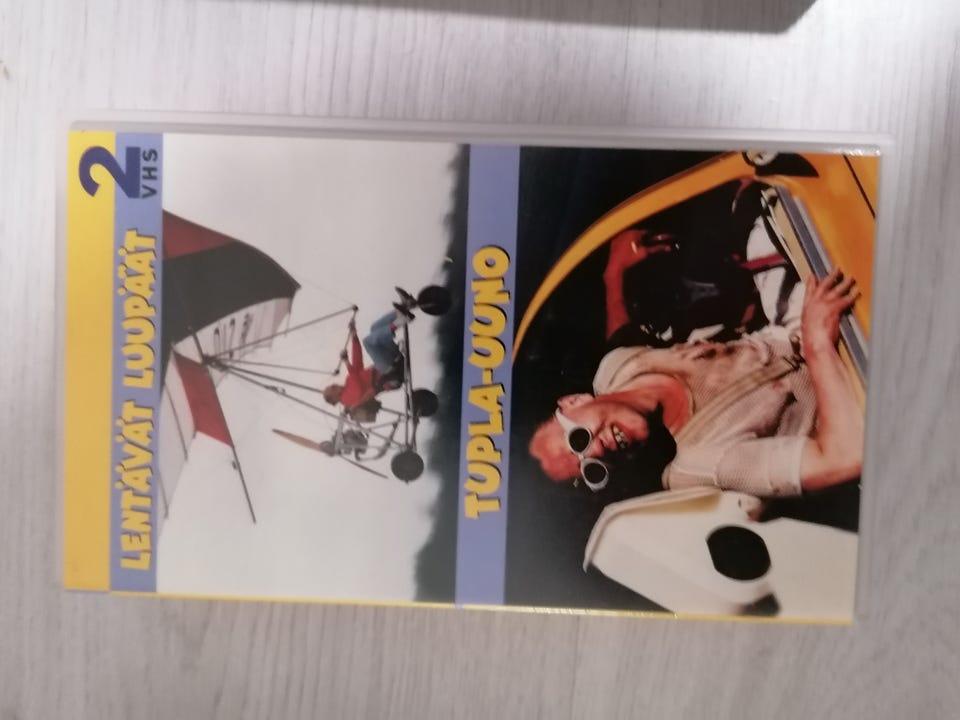 2
VHS
LENTÄVÄT LUUPÄÄT
TUPLA-UUNO